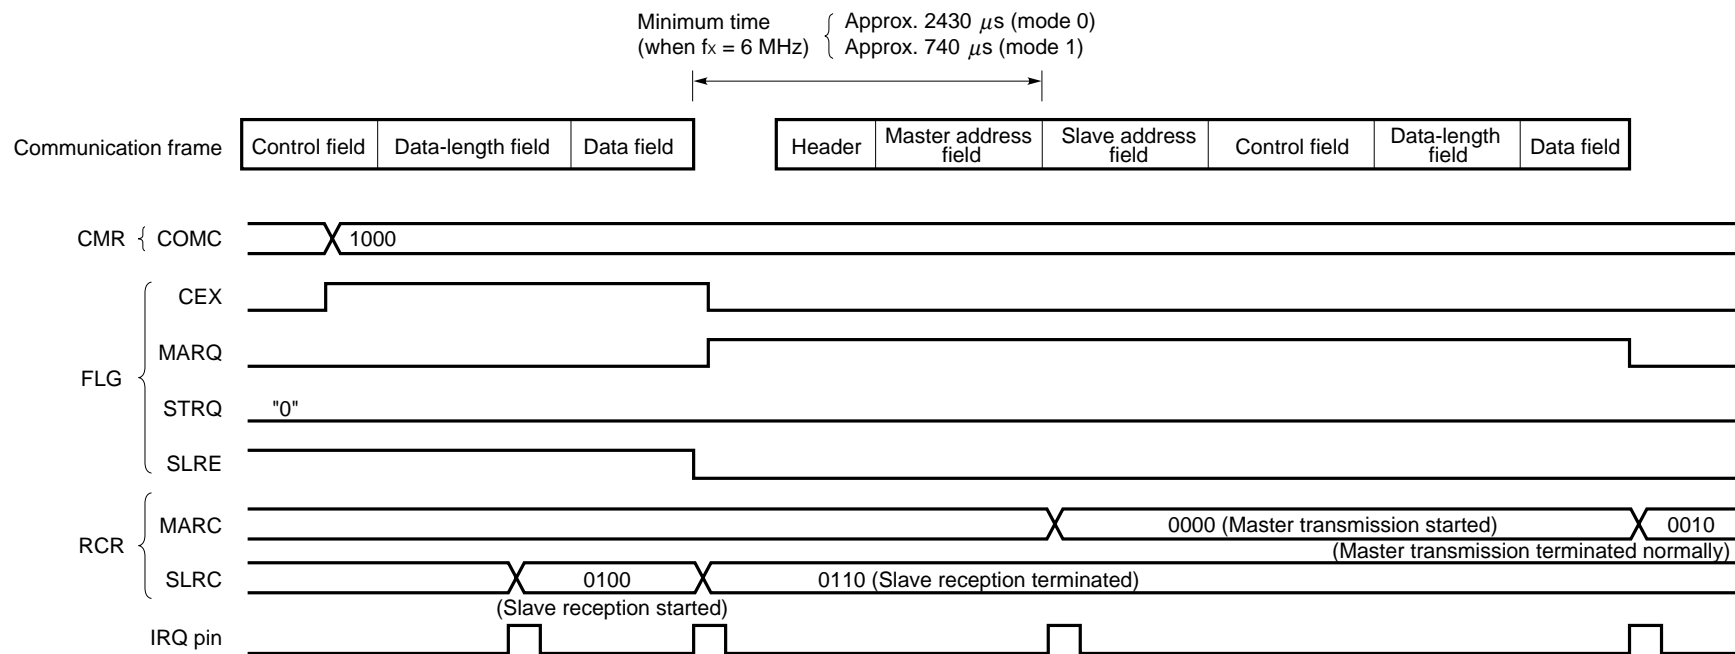 Minimum time
(when fx = 6 MHz)
Approx. 2430 μs (mode 0)
Approx. 740 μs (mode 1)
Communication frame
Control field
Data-length field
Data field
Header
Master address
field
Slave address
field
Control field
Data-length
field
Data field
CMR { COMC
1000
FLG
CEX
MARQ
STRQ
"0"
SLRE
RCR
MARC
0000 (Master transmission started)
0010
(Master transmission terminated normally)
SLRC
0100
0110 (Slave reception terminated)
(Slave reception started)
IRQ pin